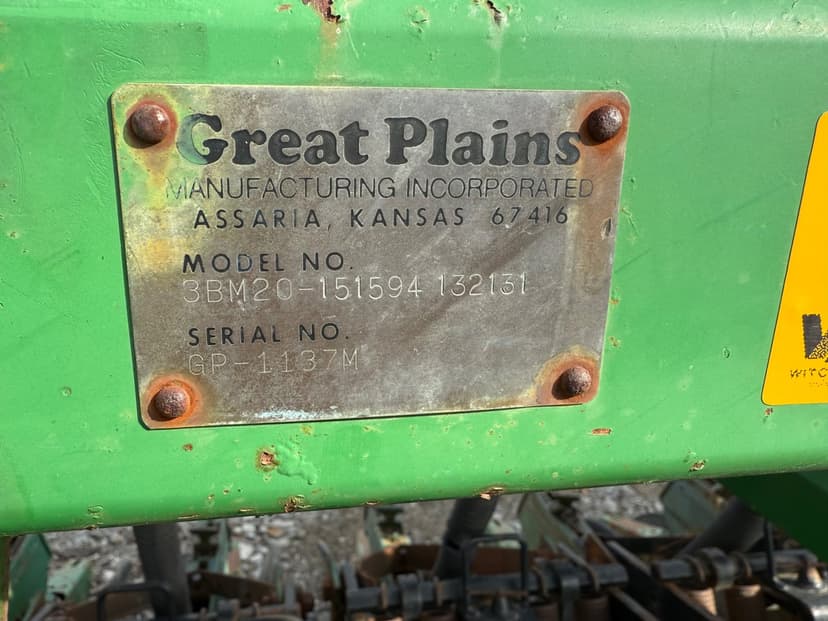 Great Plains
MANUFACTURING INCORPORATED
ASSARIA, KANSAS 67416
MODEL NO.
3BM20-151594 132131
SERIAL NO.
GP-1137M